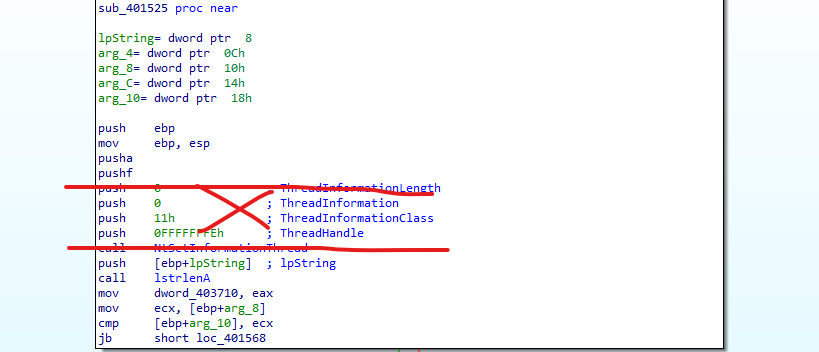 sub_401525 proc near
lpString= dword ptr 8
arg_4= dword ptr 0Ch
arg_8= dword ptr 10h
arg_C= dword ptr 14h
arg_10= dword ptr 18h
push ebp
mov ebp, esp
pusha
pushf
push 0 ; ThreadInformationLength
push 0 ; ThreadInformation
push 11h ; ThreadInformationClass
push 0FFFFFFFEh ; ThreadHandle
call NtSetInformationThread
push [ebp+lpString] ; lpString
call lstrlenA
mov dword_403710, eax
mov ecx, [ebp+arg_8]
cmp [ebp+arg_10], ecx
jb short loc_401568